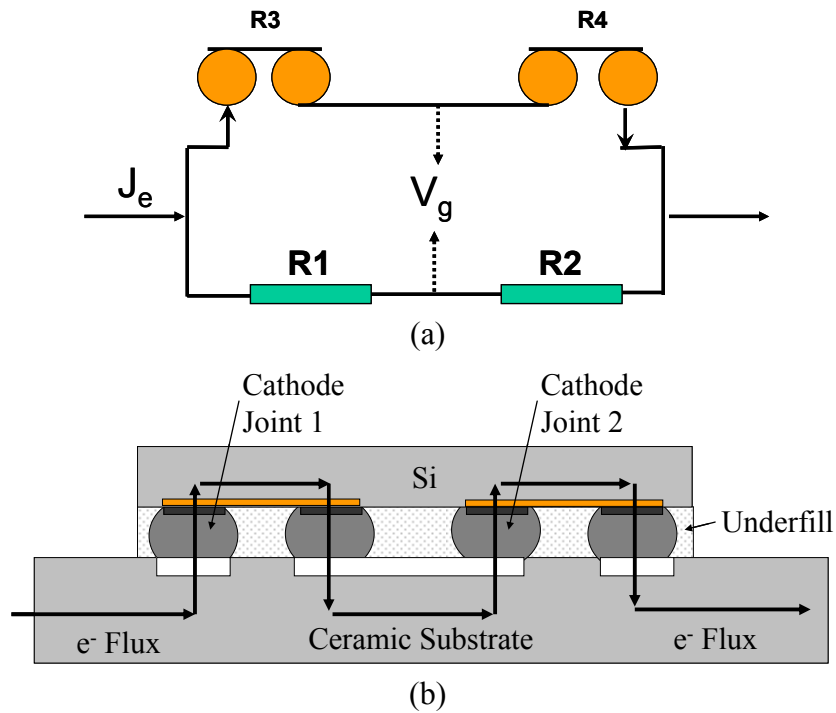 R3
R4
J_e
V_g
R1
R2
(a)
Cathode
Joint 1
Cathode
Joint 2
Si
Underfill
e⁻ Flux
Ceramic Substrate
e⁻ Flux
(b)